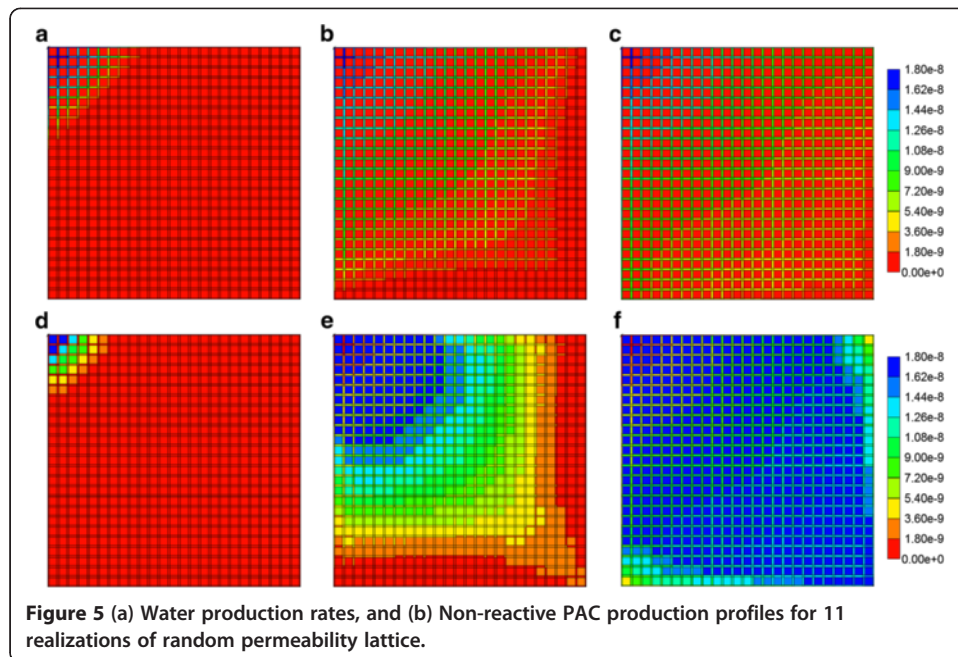 a
b
c
1.80e-8
1.62e-8
1.44e-8
1.26e-8
1.08e-8
9.00e-9
7.20e-9
5.40e-9
3.60e-9
1.80e-9
0.00e+0
d
e
f
1.80e-8
1.62e-8
1.44e-8
1.26e-8
1.08e-8
9.00e-9
7.20e-9
5.40e-9
3.60e-9
1.80e-9
0.00e+0
Figure 5 (a) Water production rates, and (b) Non-reactive PAC production profiles for 11
realizations of random permeability lattice.